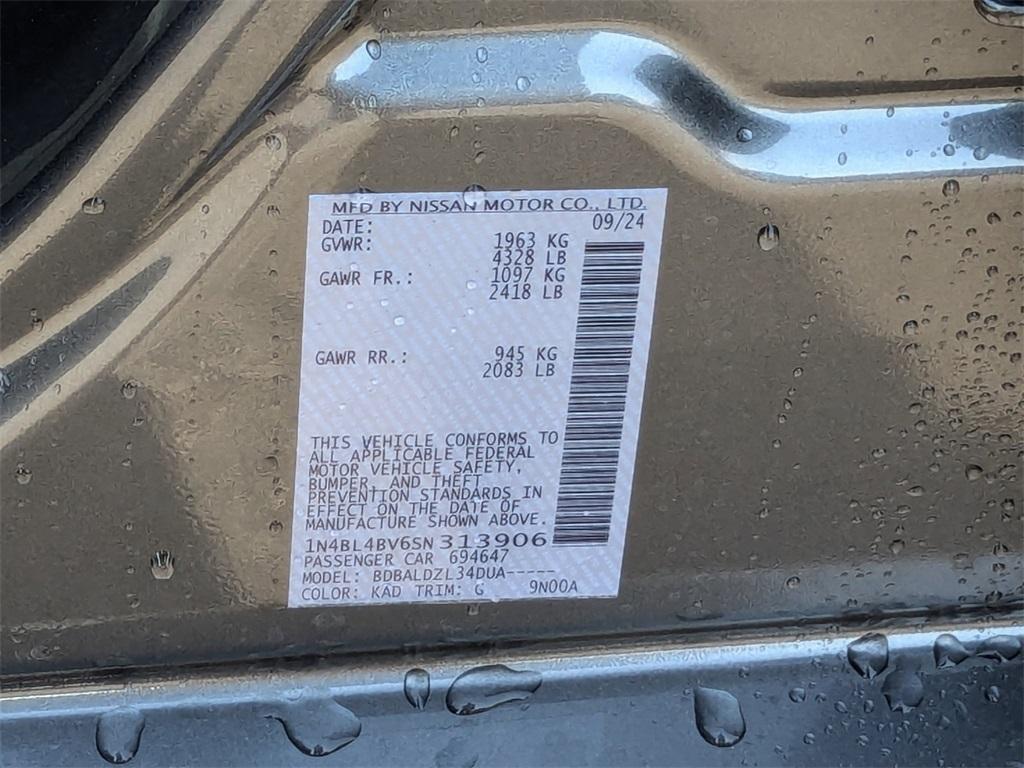 MFD BY NISSAN MOTOR CO., LTD.
DATE: 09/24
GVWR: 1963 KG
4328 LB
GAWR FR.: 1097 KG
2418 LB
GAWR RR.: 945 KG
2083 LB
THIS VEHICLE CONFORMS TO
ALL APPLICABLE FEDERAL
MOTOR VEHICLE SAFETY,
BUMPER, AND THEFT
PREVENTION STANDARDS IN
EFFECT ON THE DATE OF
MANUFACTURE SHOWN ABOVE.
1N4BL4BV6SN313906
PASSENGER CAR 694647
MODEL: BDBALDZL34DUA-----
COLOR: KAD TRIM: G 9N00A